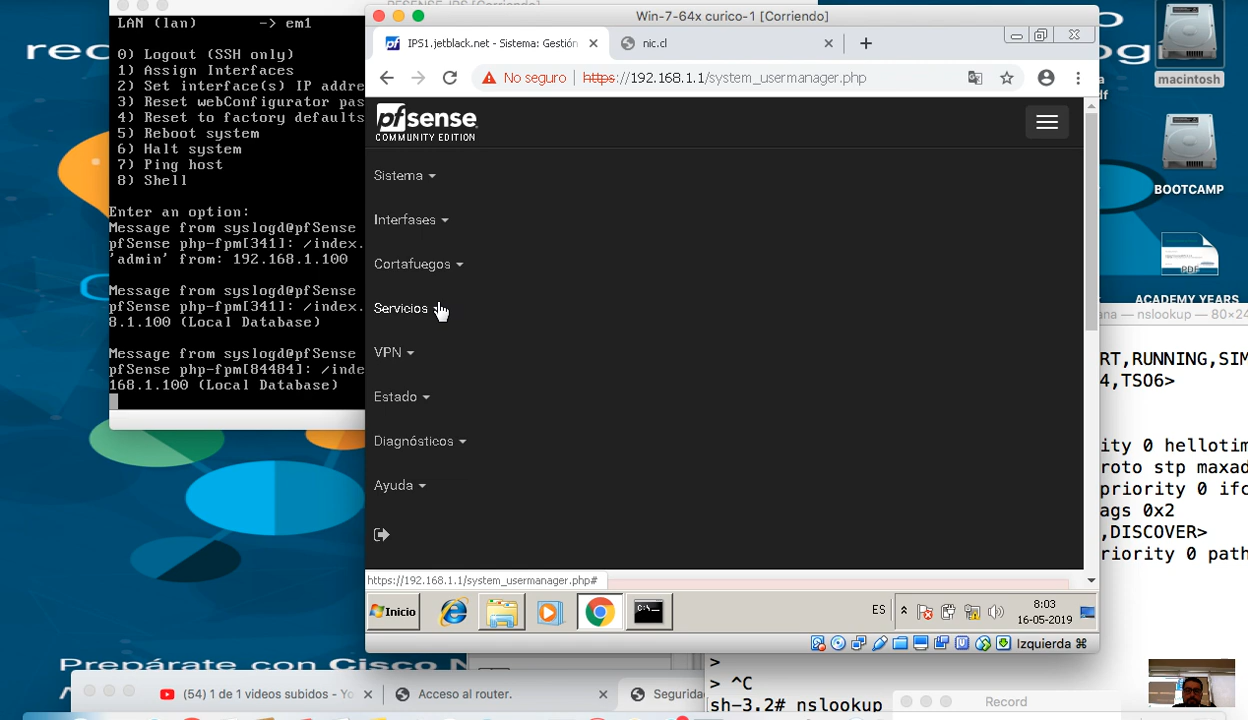 LAN (lan) -> em1
0) Logout (SSH only)
1) Assign Interfaces
2) Set interface(s) IP addre
3) Reset webConfigurator pas
4) Reset to factory defaults
5) Reboot system
6) Halt system
7) Ping host
8) Shell
Enter an option:
Message from syslogd@pfSense
pfSense php-fpm[341]: /index.
'admin' from: 192.168.1.100
Message from syslogd@pfSense
pfSense php-fpm[341]: /index.
8.1.100 (Local Database)
Message from syslogd@pfSense
pfSense php-fpm[84484]: /inde
168.1.100 (Local Database)
Win-7-64x curico-1 [Corriendo]
IPS1.jetblack.net - Sistema: Gestión
nic.cl
No seguro
https://192.168.1.1/system_usermanager.php
pfsense
COMMUNITY EDITION
Sistema
Interfases
Cortafuegos
Servicios
VPN
Estado
Diagnósticos
Ayuda
https://192.168.1.1/system_usermanager.php#
Inicio
ES
8:03
16-05-2019
Izquierda ⌘
macintosh
BOOTCAMP
PDF
ACADEMY YEARS
ana — nslookup — 80×24
RT,RUNNING,SIM
4,TSO6>
ity 0 hellotim
roto stp maxad
priority 0 ifc
ags 0x2
,DISCOVER>
riority 0 path
>
> ^C
sh-3.2# nslookup
Prepárate con Cisco N
(54) 1 de 1 videos subidos - Yo
Acceso al router.
Segurida
Record